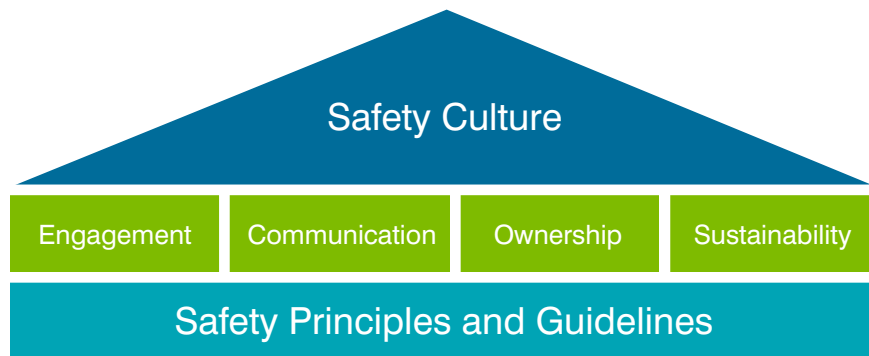 Safety Culture
Engagement
Communication
Ownership
Sustainability
Safety Principles and Guidelines